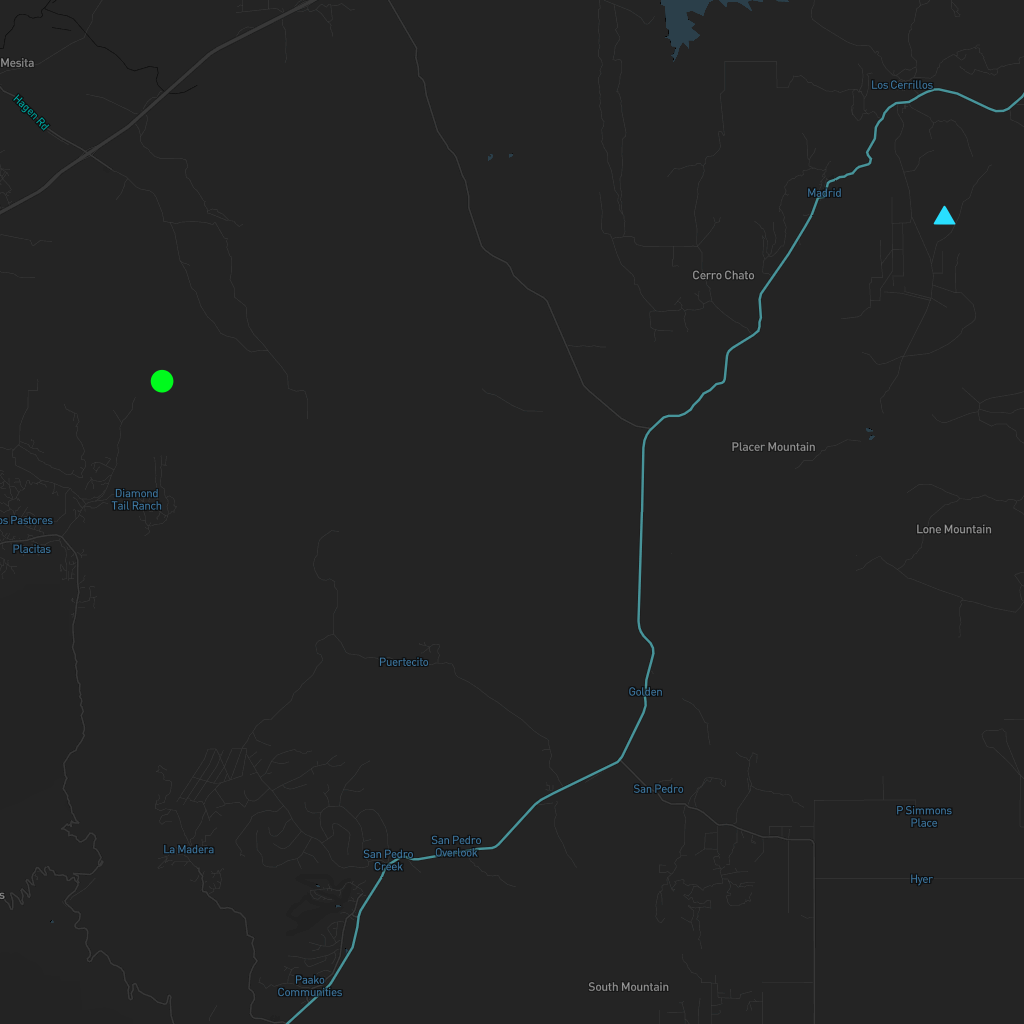 Mesita
Los Cerrillos
Hagen Rd
Madrid
Cerro Chato
Placer Mountain
Diamond
Tail Ranch
os Pastores
Lone Mountain
Placitas
Puertecito
Golden
San Pedro
P Simmons
Place
San Pedro
Overlook
La Madera
San Pedro
Creek
Hyer
s
Paako
Communities
South Mountain